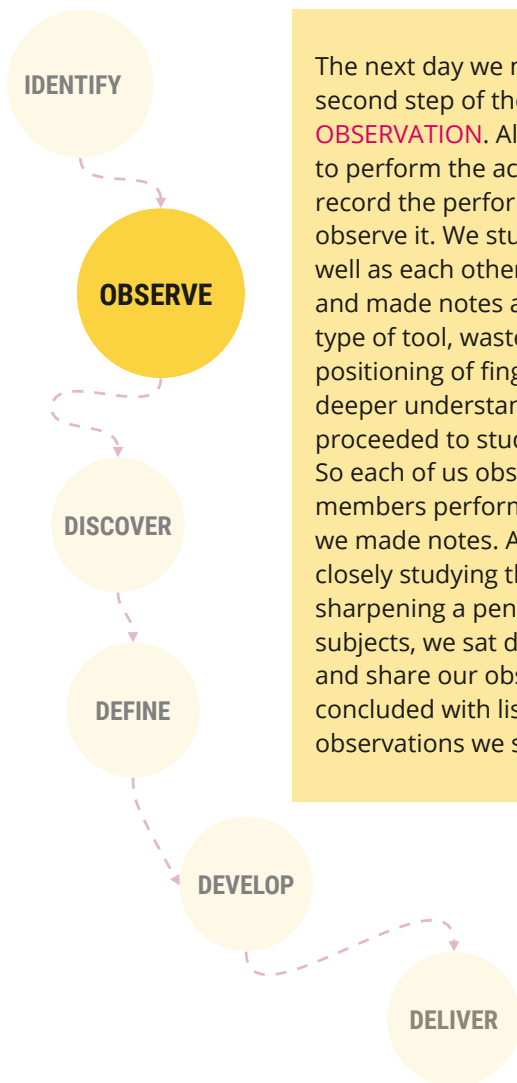 IDENTIFY
OBSERVE
DISCOVER
DEFINE
DEVELOP
DELIVER
The next day we m
second step of the
OBSERVATION. Al
to perform the ac
record the perfor
observe it. We stu
well as each other
and made notes a
type of tool, waste
positioning of fing
deeper understan
proceeded to stud
So each of us obs
members perform
we made notes. A
closely studying th
sharpening a pen
subjects, we sat d
and share our obs
concluded with lis
observations we s